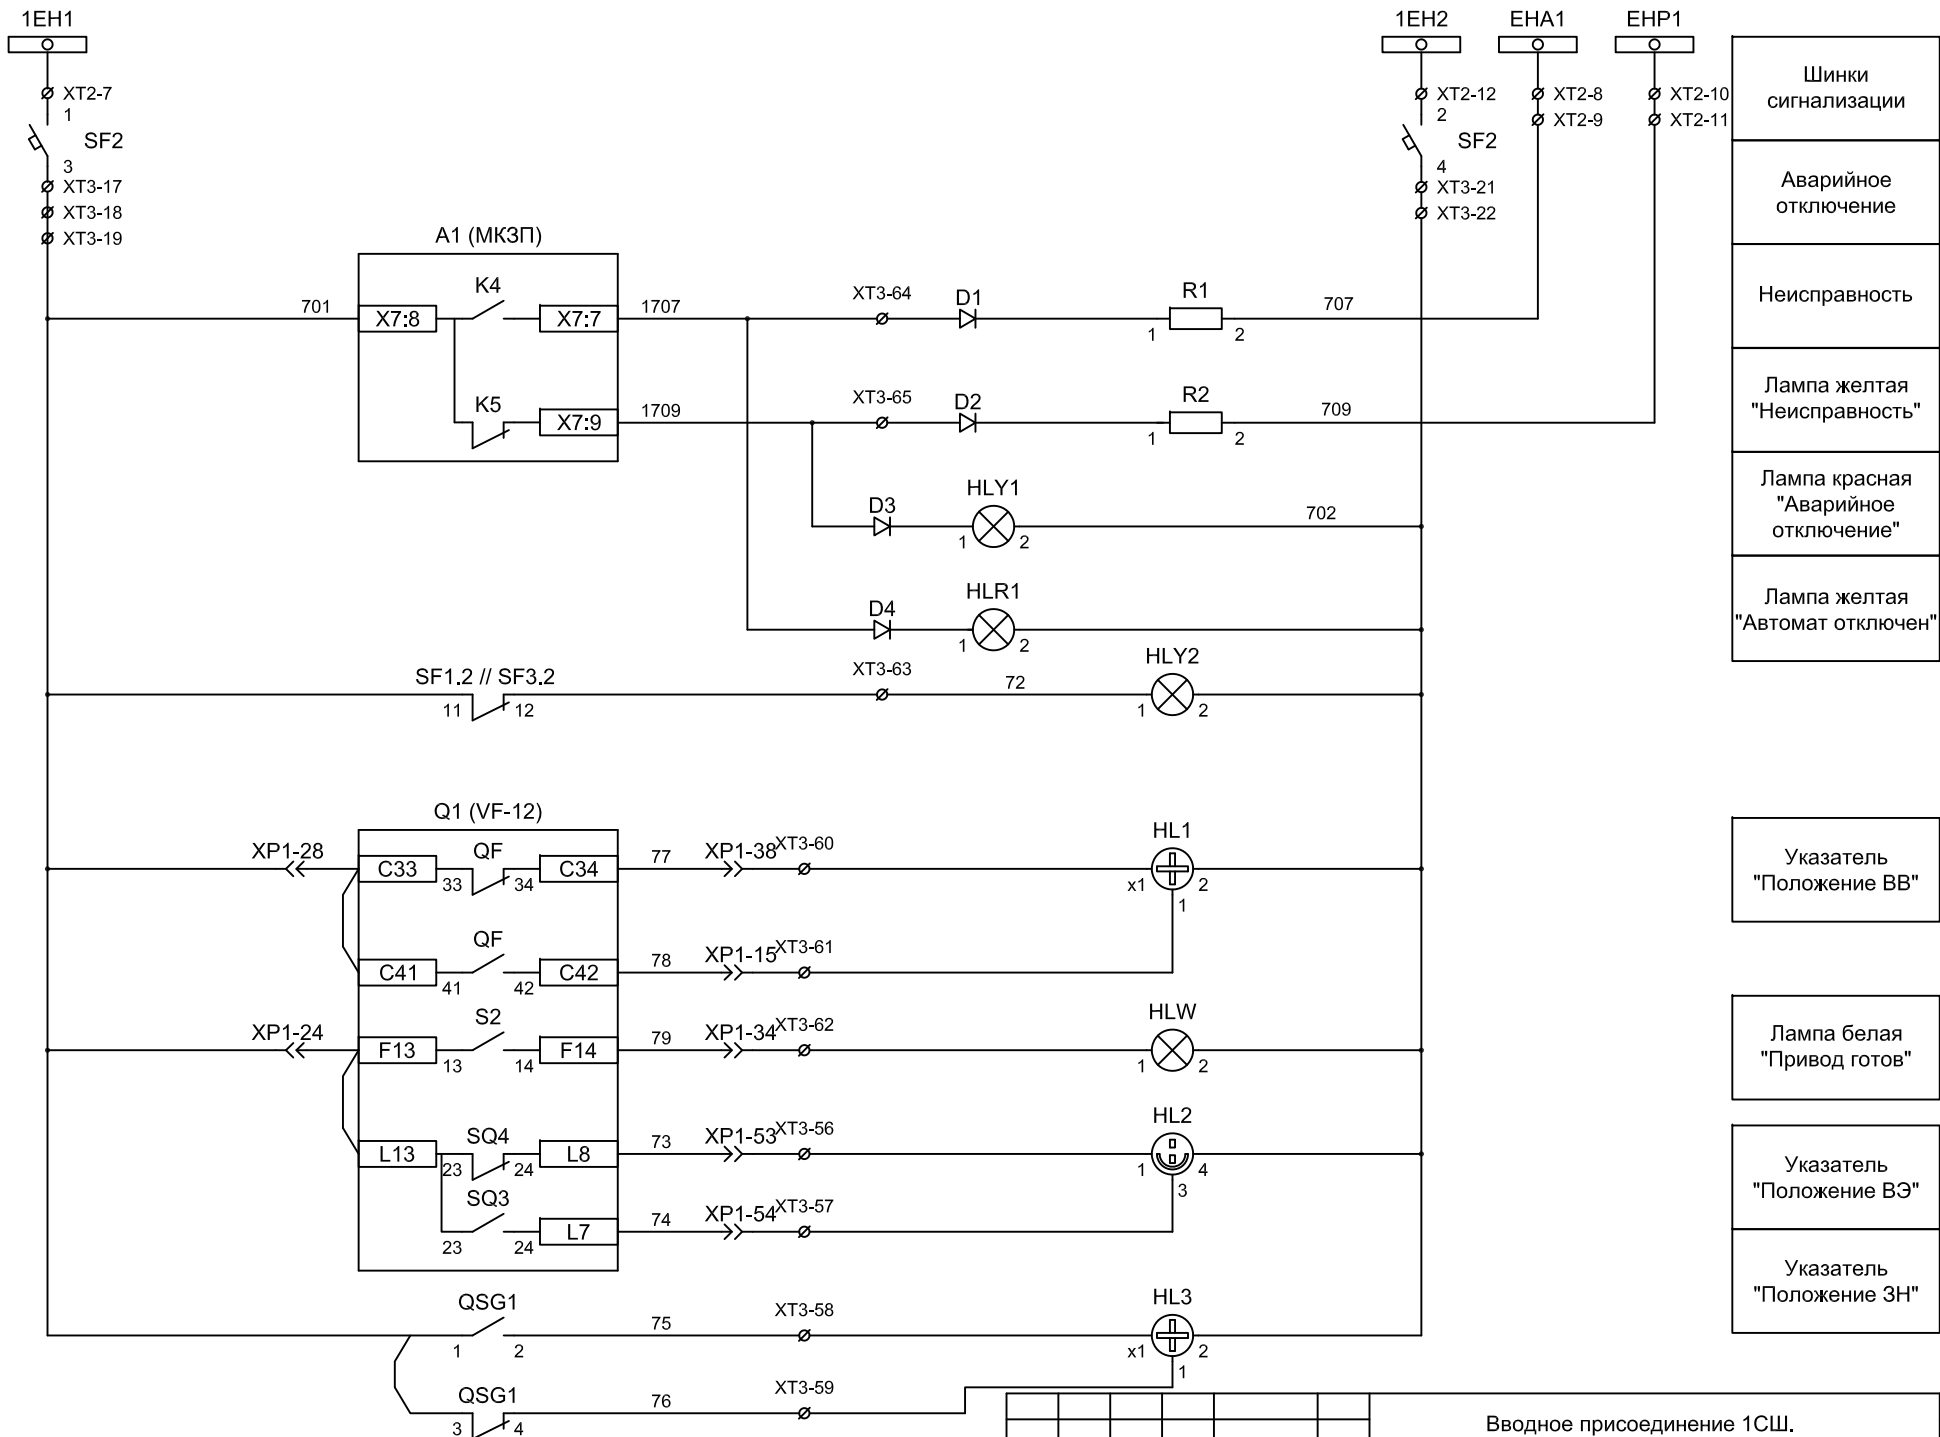 1EH1
1EH2
EHA1
EHP1
XT2-7
1
SF2
3
XT3-17
XT3-18
XT3-19
XT2-12
2
SF2
4
XT3-21
XT3-22
XT2-8
XT2-9
XT2-10
XT2-11
Шинки
сигнализации
Аварийное
отключение
Неисправность
Лампа желтая
"Неисправность"
Лампа красная
"Аварийное
отключение"
Лампа желтая
"Автомат отключен"
A1 (МКЗП)
701
X7:8
K4
X7:7
1707
XT3-64
D1
R1
1
2
707
K5
X7:9
1709
XT3-65
D2
R2
1
2
709
D3
HLY1
1
2
702
D4
HLR1
1
2
SF1.2 // SF3.2
11
12
XT3-63
72
HLY2
1
2
Q1 (VF-12)
XP1-28
C33
33
QF
34
C34
77
XP1-38
XT3-60
HL1
x1
2
1
Указатель
"Положение ВВ"
C41
41
QF
42
C42
78
XP1-15
XT3-61
XP1-24
F13
13
S2
14
F14
79
XP1-34
XT3-62
HLW
1
2
Лампа белая
"Привод готов"
L13
23
SQ4
24
L8
73
XP1-53
XT3-56
HL2
1
4
3
Указатель
"Положение ВЭ"
SQ3
23
24
L7
74
XP1-54
XT3-57
QSG1
1
2
75
XT3-58
HL3
x1
2
1
Указатель
"Положение ЗН"
QSG1
3
4
76
XT3-59
Вводное присоединение 1СШ.